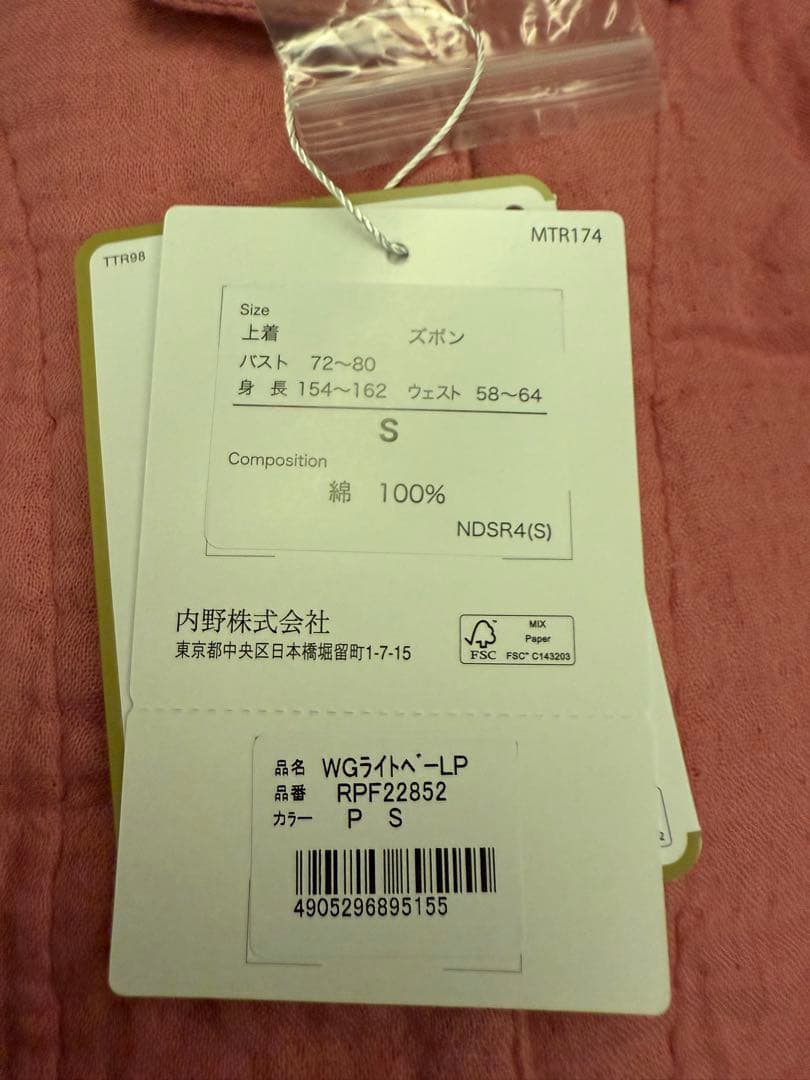 MTR174
TTR98
Size
上着 ズボン
バスト 72～80
身 長 154～162 ウェスト 58～64
S
Composition
綿 100%
NDSR4(S)
内野株式会社
東京都中央区日本橋堀留町1-7-15
FSC
MIX
Paper
FSC™ C143203
品名 WGライトベーLP
品番 RPF22852
カラー P S
4905296895155
2